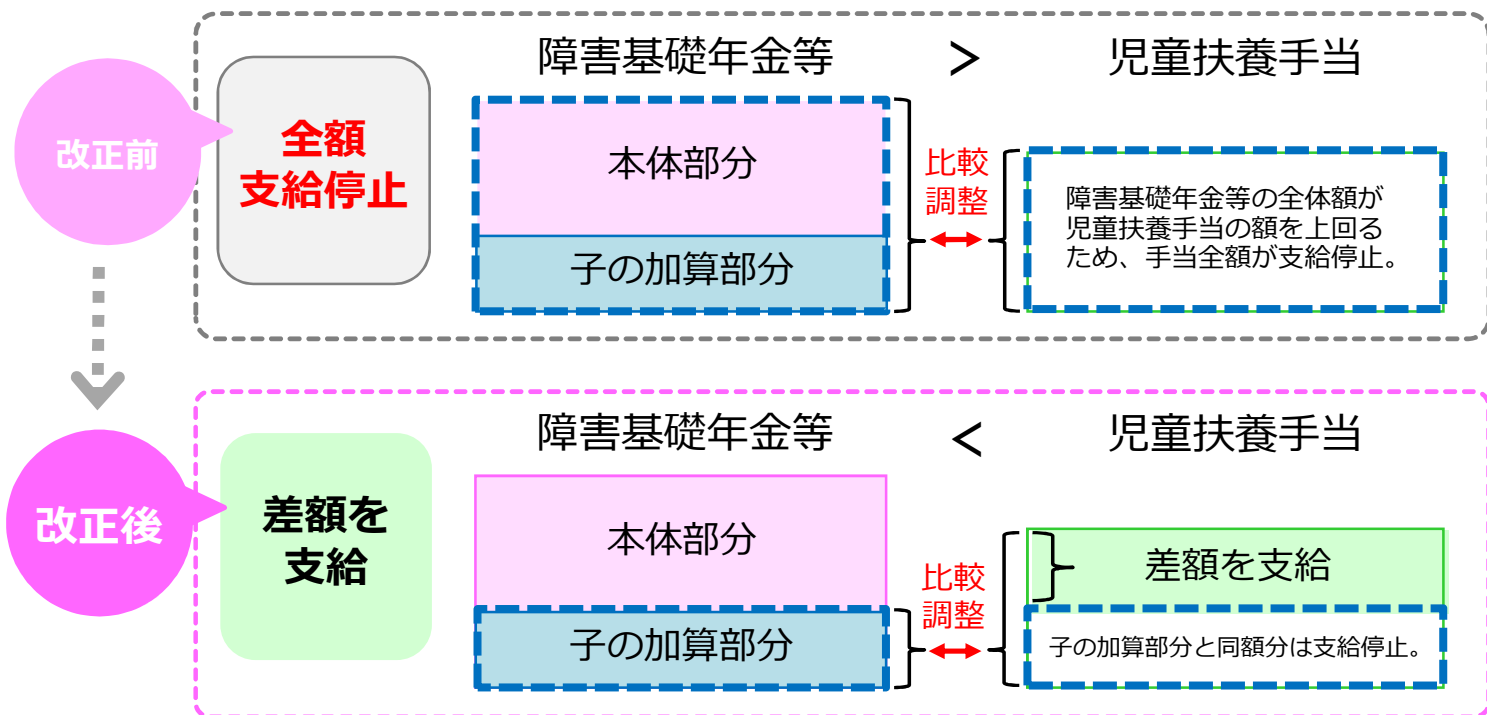 障害基礎年金等 > 児童扶養手当
改正前
全額
支給停止
本体部分
子の加算部分
比較
調整
障害基礎年金等の全体額が
児童扶養手当の額を上回る
ため、手当全額が支給停止。
障害基礎年金等 < 児童扶養手当
改正後
差額を
支給
本体部分
子の加算部分
比較
調整
差額を支給
子の加算部分と同額分は支給停止。